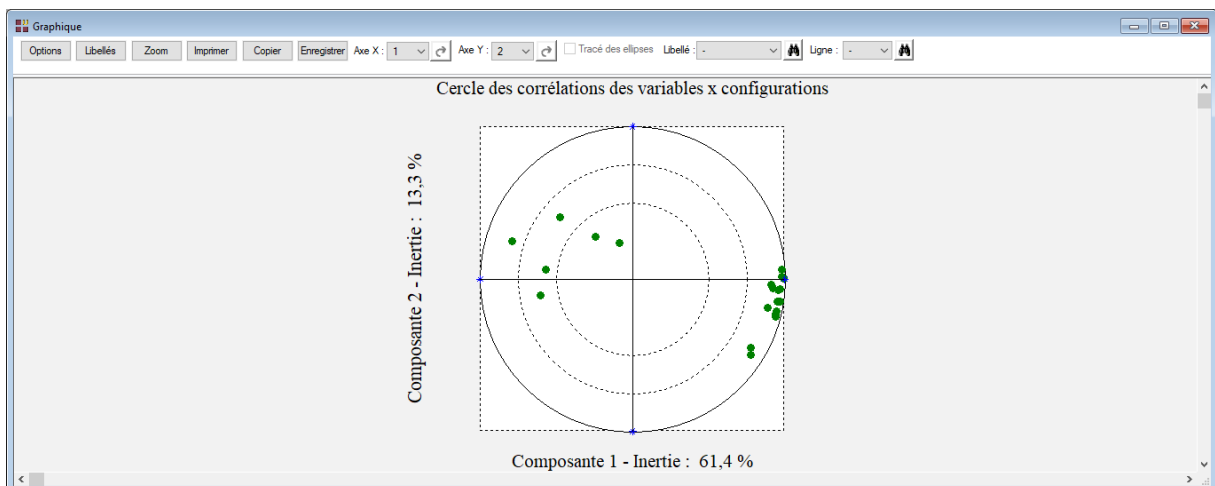 Graphique
Options Libellés Zoom Imprimer Copier Enregistrer Axe X : 1 Axe Y : 2 Tracé des ellipses Libellé : - Ligne : -
Cercle des corrélations des variables x configurations
Composante 2 - Inertie : 13,3 %
Composante 1 - Inertie : 61,4 %